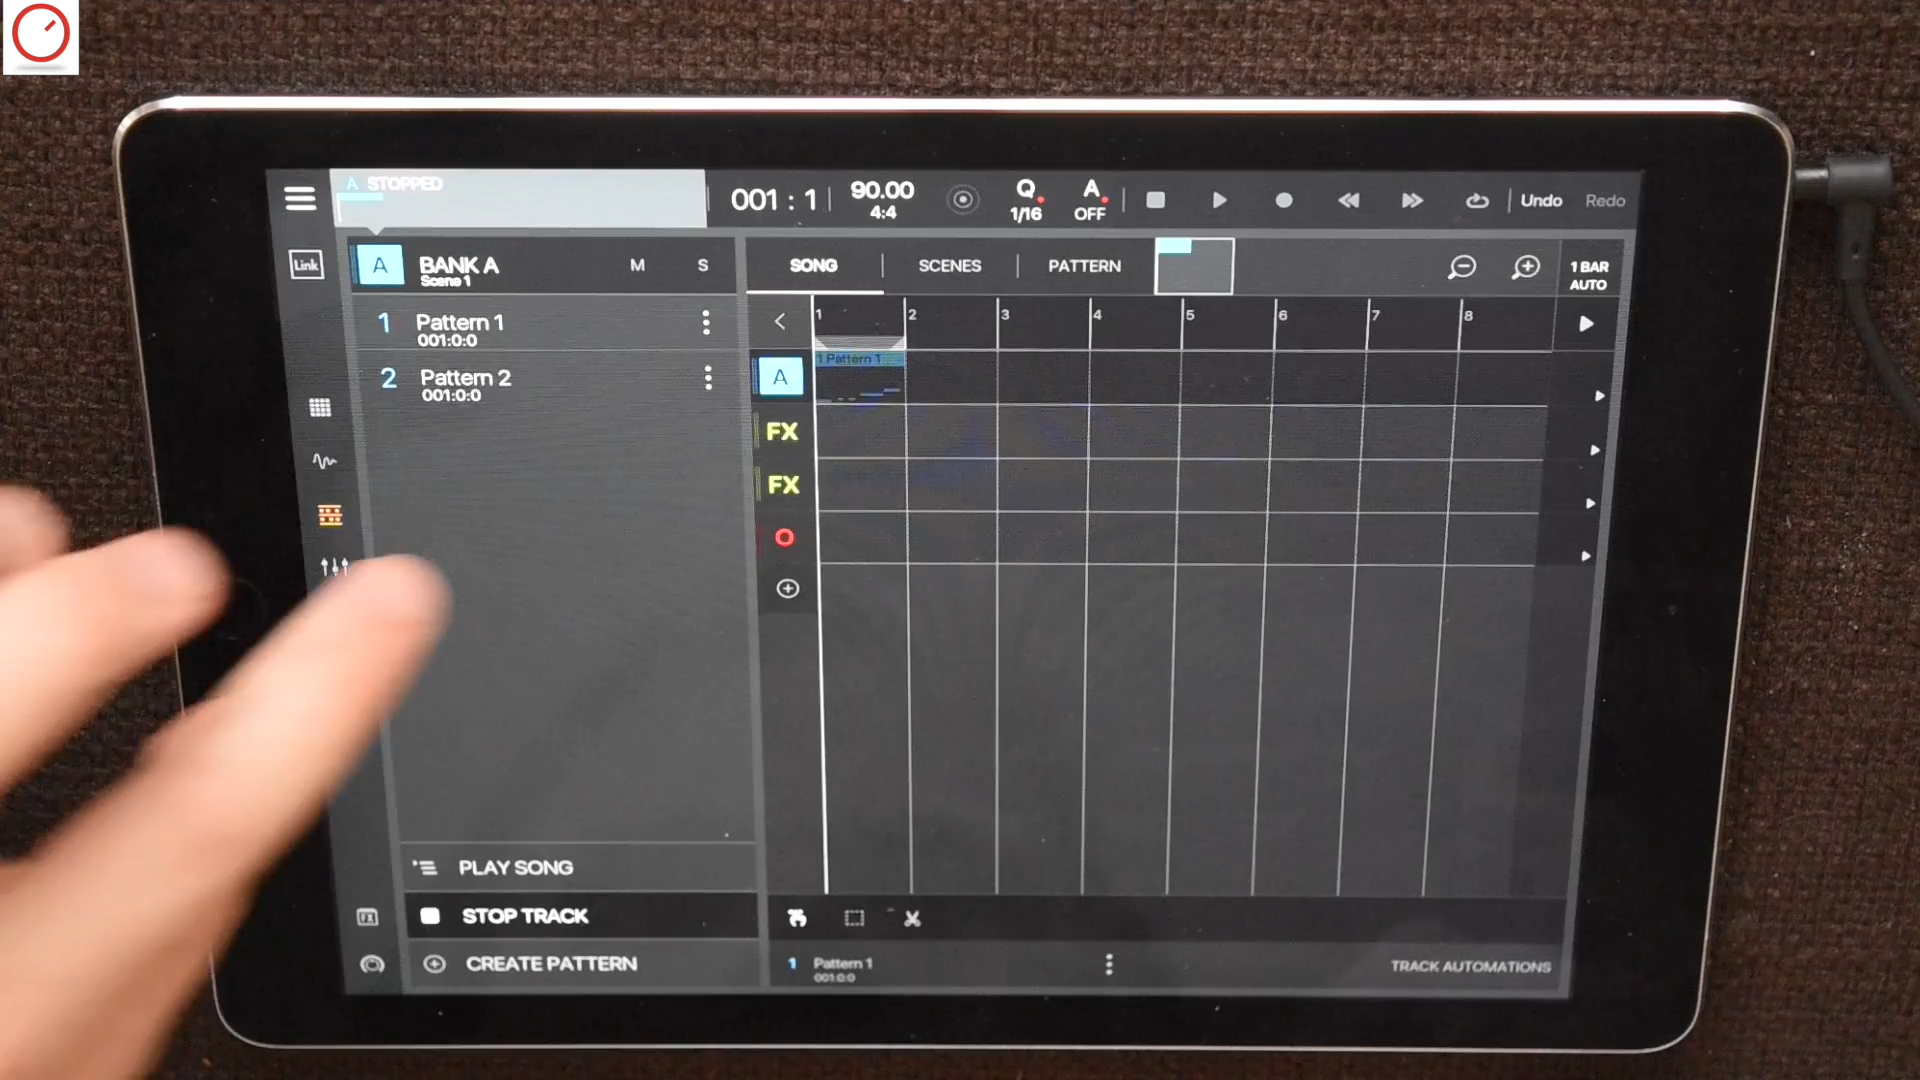 A STOPPED
001 : 1
90.00
4:4
Q
1/16
A
OFF
Undo
Redo
Link
A
BANK A
Scene 1
M
S
SONG
SCENES
PATTERN
1 BAR
AUTO
1
Pattern 1
001:0:0
2
Pattern 2
001:0:0
1
2
3
4
5
6
7
8
A
1 Pattern 1
FX
FX
O
PLAY SONG
FX
STOP TRACK
CREATE PATTERN
1
Pattern 1
001:0:0
TRACK AUTOMATIONS